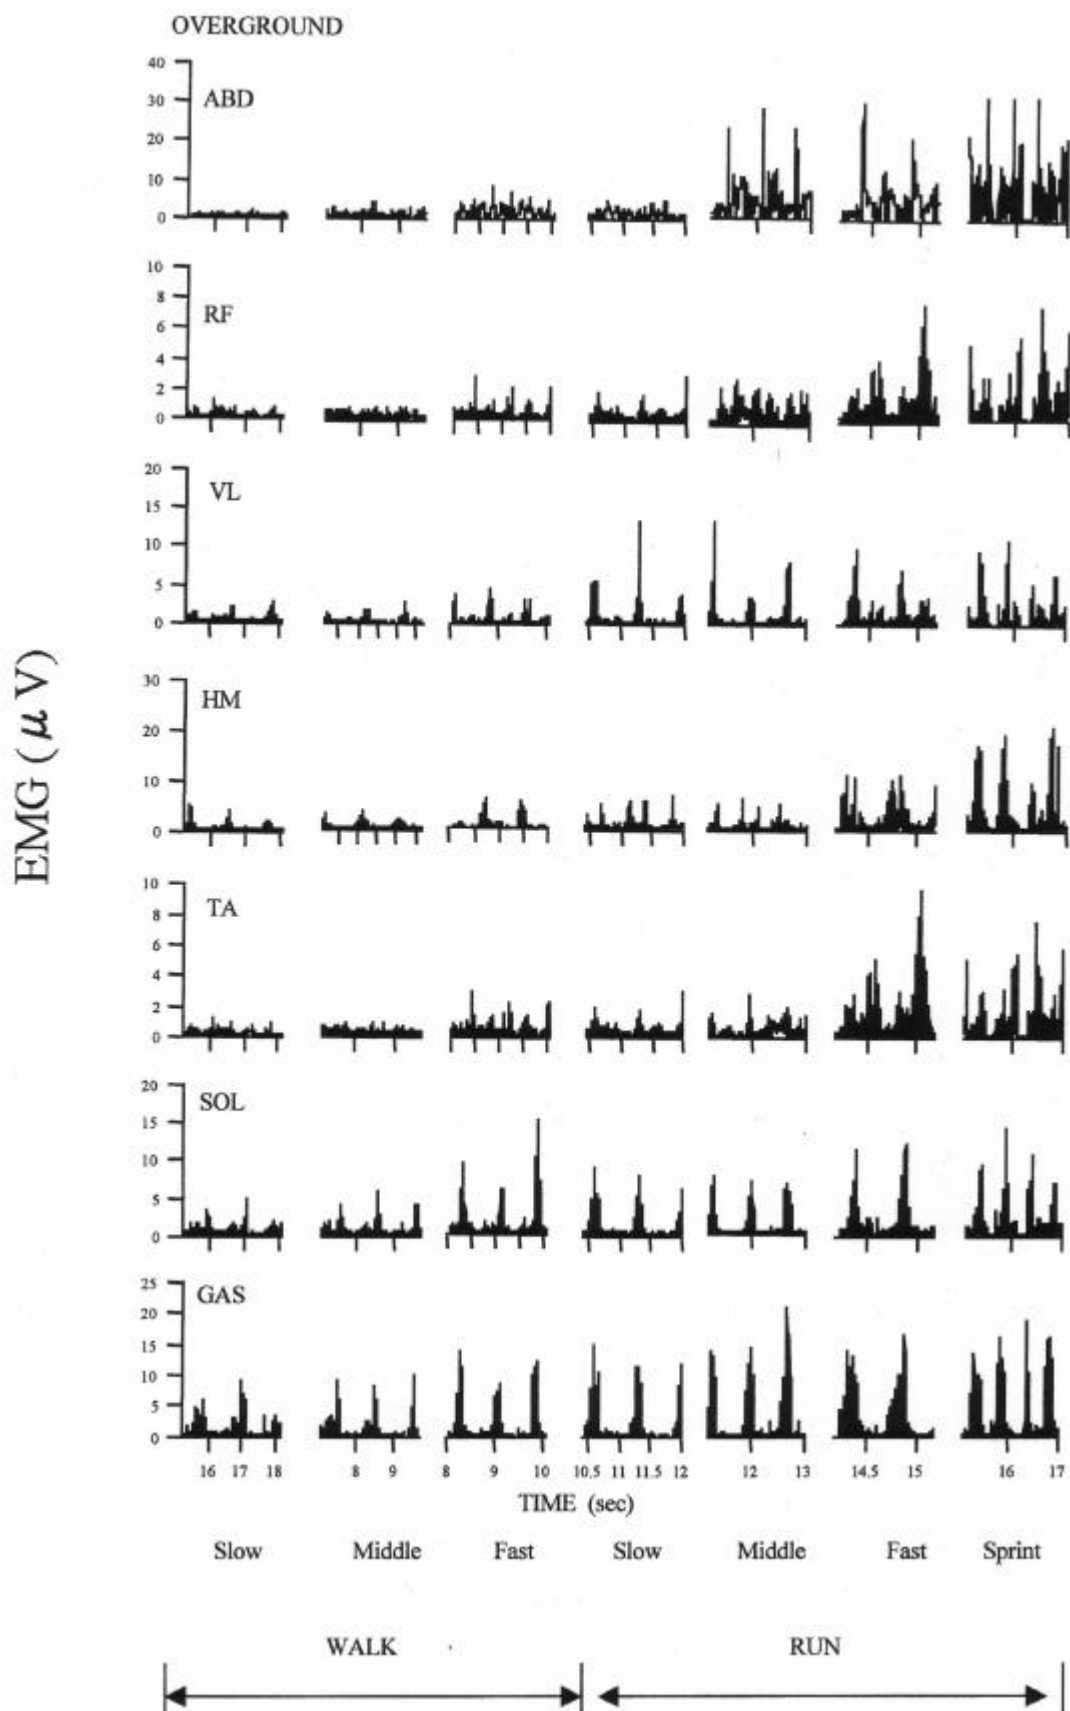 OVERGROUND
40
30
20
10
0
ABD
10
8
6
4
2
0
RF
20
15
10
5
0
VL
30
20
10
0
HM
10
8
6
4
2
0
TA
20
15
10
5
0
SOL
25
20
15
10
5
0
GAS
EMG ( μ V)
16 17 18 8 9 8 9 10 10.5 11 11.5 12 12 13 14.5 15 16 17
TIME (sec)
Slow Middle Fast Slow Middle Fast Sprint
WALK RUN